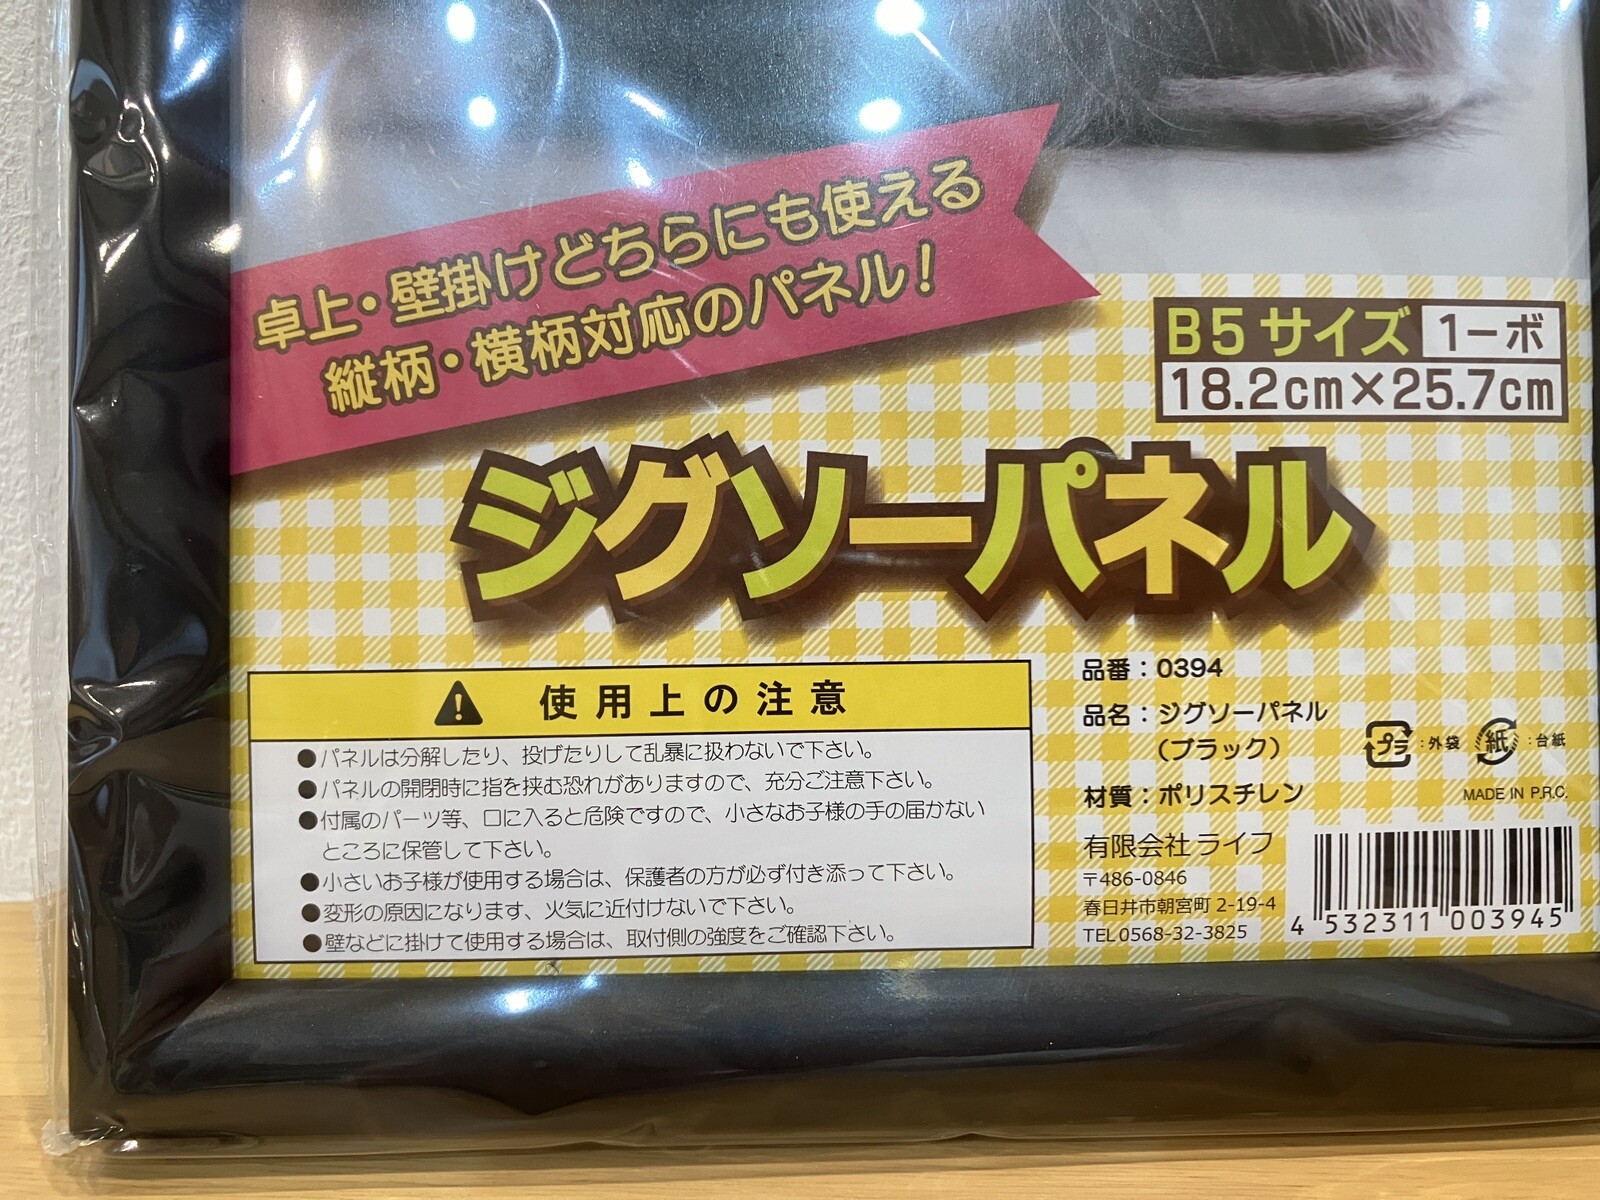 卓上・壁掛けどちらにも使える
縦柄・横柄対応のパネル!
B5サイズ 1-ボ
18.2cm×25.7cm
ジグソーパネル
使用上の注意
●パネルは分解したり、投げたりして乱暴に扱わないで下さい。
●パネルの開閉時に指を挟む恐れがありますので、充分ご注意下さい。
●付属のパーツ等、口に入ると危険ですので、小さなお子様の手の届かない
ところに保管して下さい。
●小さいお子様が使用する場合は、保護者の方が必ず付き添って下さい。
●変形の原因になります、火気に近付けないで下さい。
●壁などに掛けて使用する場合は、取付側の強度をご確認下さい。
品番:0394
品名:ジグソーパネル
(ブラック)
プラ:外袋 紙:台紙
材質:ポリスチレン
MADE IN P.R.C.
有限会社ライフ
〒486-0846
春日井市朝宮町2-19-4
TEL0568-32-3825
4 532311 003945